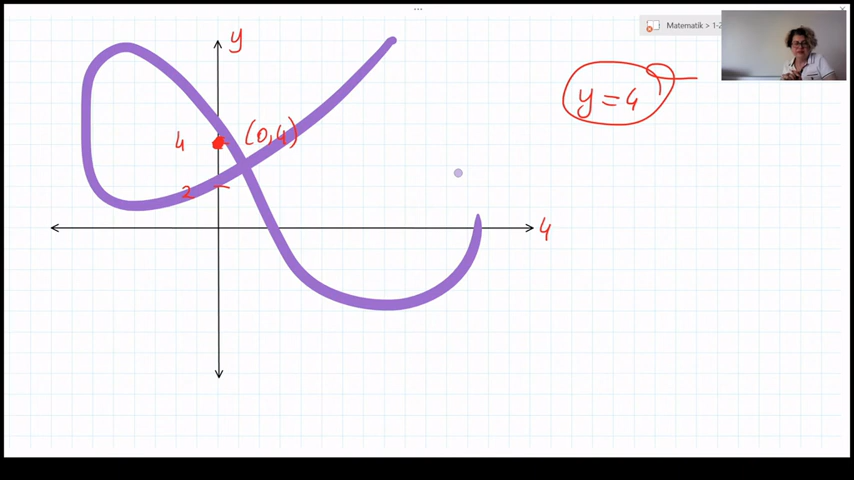 Matematik > 1-2
y
y = 4
4
(0,4)
2
4